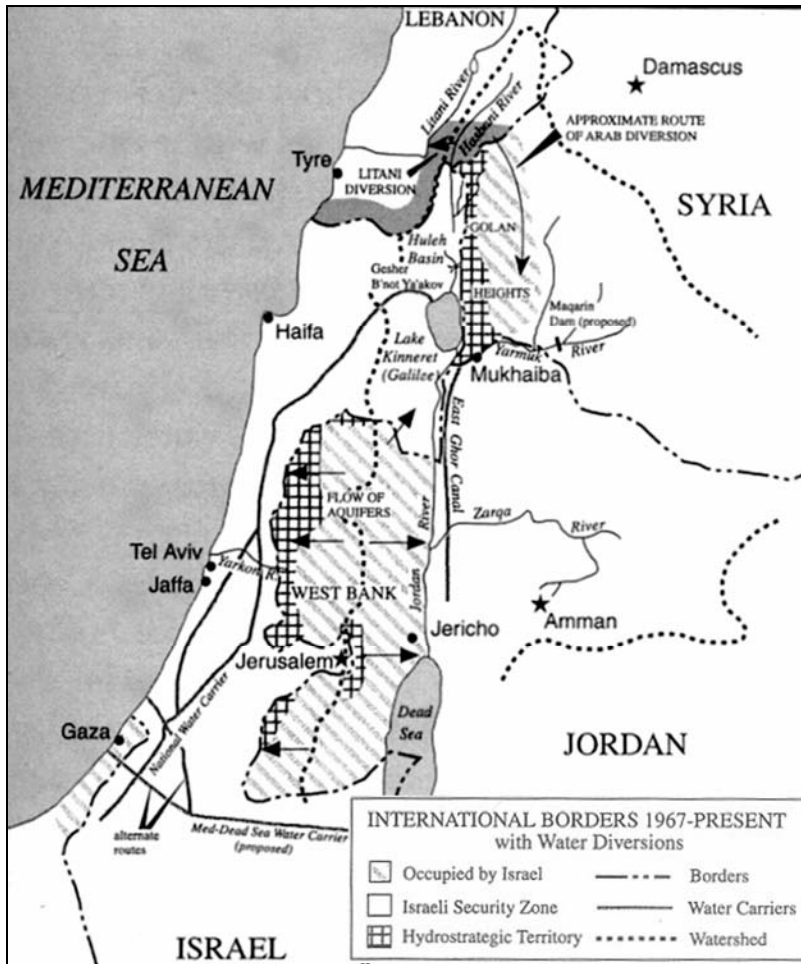 LEBANON
Damascus
Litani River
Hasbani River
APPROXIMATE ROUTE
OF ARAB DIVERSION
Tyre
LITANI
DIVERSION
MEDITERRANEAN
SEA
SYRIA
GOLAN
HEIGHTS
Huleh
Basin
Gesher
B'not Ya'akov
Maqarin
Dam (proposed)
Haifa
Lake
Kinneret
(Galilee)
Yarmuk
River
Mukhaiba
East Ghor Canal
FLOW OF
AQUIFERS
River
Jordan
Zarqa
River
Tel Aviv
Yarkon R.
Jaffa
WEST BANK
Amman
Jericho
Jerusalem
National Water Carrier
Dead
Sea
Gaza
JORDAN
alternate
routes
Med-Dead Sea Water Carrier
(proposed)
ISRAEL
INTERNATIONAL BORDERS 1967-PRESENT
with Water Diversions
Occupied by Israel
Borders
Israeli Security Zone
Water Carriers
Hydrostrategic Territory
Watershed